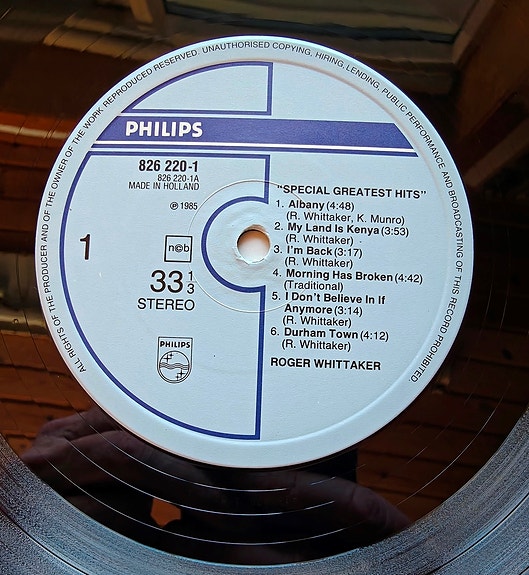 ALL RIGHTS OF THE PRODUCER AND OF THE OWNER OF THE WORK REPRODUCED RESERVED. UNAUTHORISED COPYING, HIRING, LENDING, PUBLIC PERFORMANCE AND BROADCASTING OF THIS RECORD PROHIBITED
PHILIPS
826 220-1
826 220-1A
MADE IN HOLLAND
℗ 1985
1
n©b
33 1/3
STEREO
PHILIPS
"SPECIAL GREATEST HITS"
1. Albany (4:48)
(R. Whittaker, K. Munro)
2. My Land Is Kenya (3:53)
(R. Whittaker)
3. I'm Back (3:17)
(R. Whittaker)
4. Morning Has Broken (4:42)
(Traditional)
5. I Don't Believe In If
Anymore (3:14)
(R. Whittaker)
6. Durham Town (4:12)
(R. Whittaker)
ROGER WHITTAKER